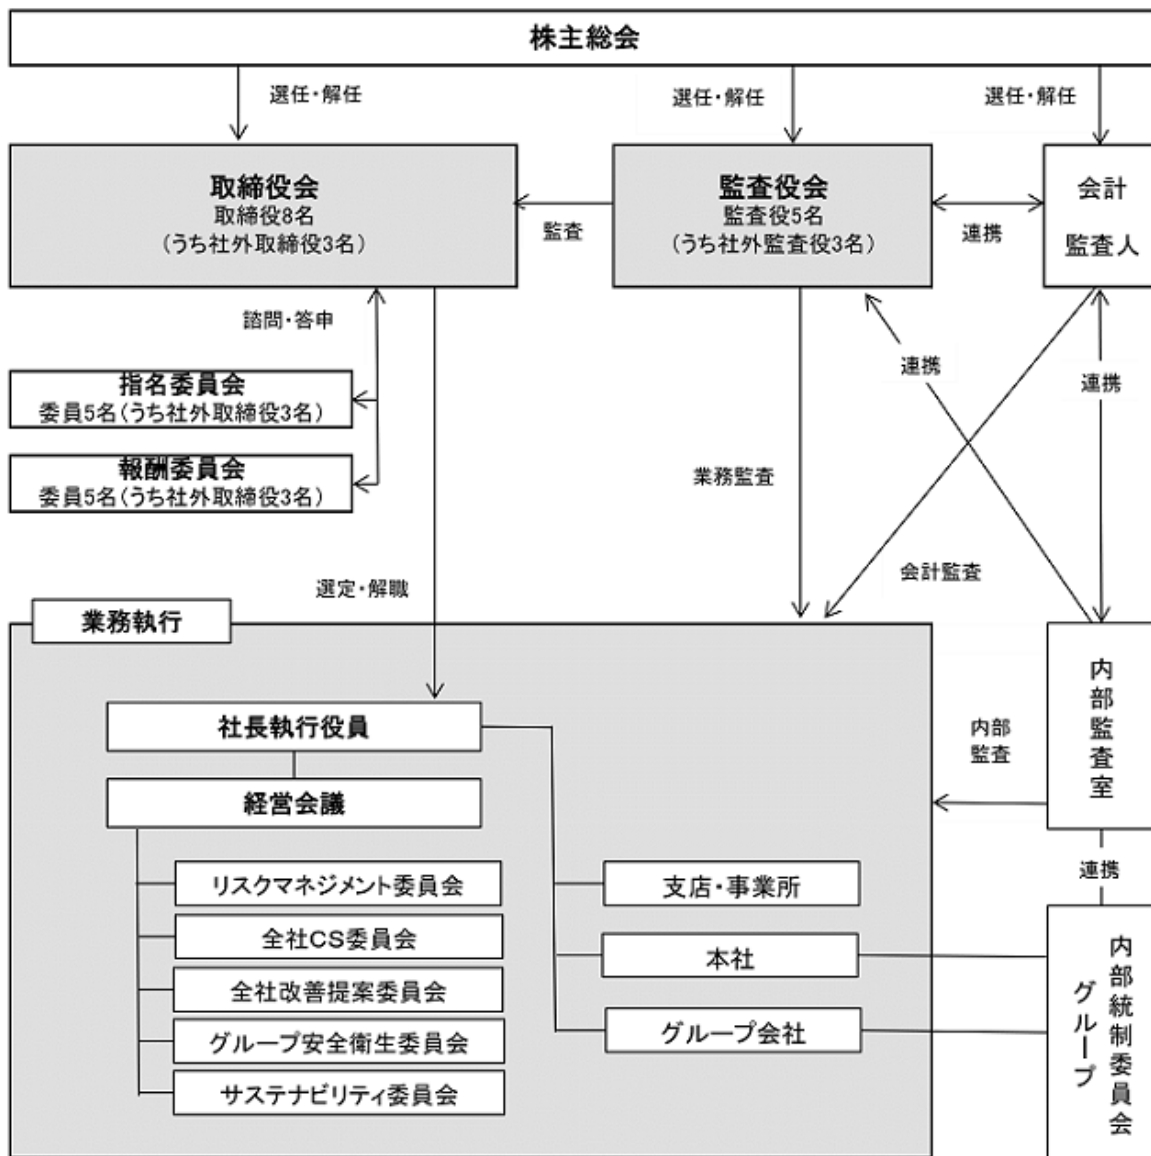 株主総会
選任・解任
選任・解任
選任・解任
取締役会
取締役8名
(うち社外取締役3名)
監査
監査役会
監査役5名
(うち社外監査役3名)
連携
会計
監査人
諮問・答申
指名委員会
委員5名(うち社外取締役3名)
報酬委員会
委員5名(うち社外取締役3名)
連携
連携
業務監査
会計監査
選定・解職
業務執行
社長執行役員
経営会議
リスクマネジメント委員会
全社CS委員会
全社改善提案委員会
グループ安全衛生委員会
サステナビリティ委員会
支店・事業所
本社
グループ会社
内部
監査
内部監査室
連携
内部統制委員会
グループ